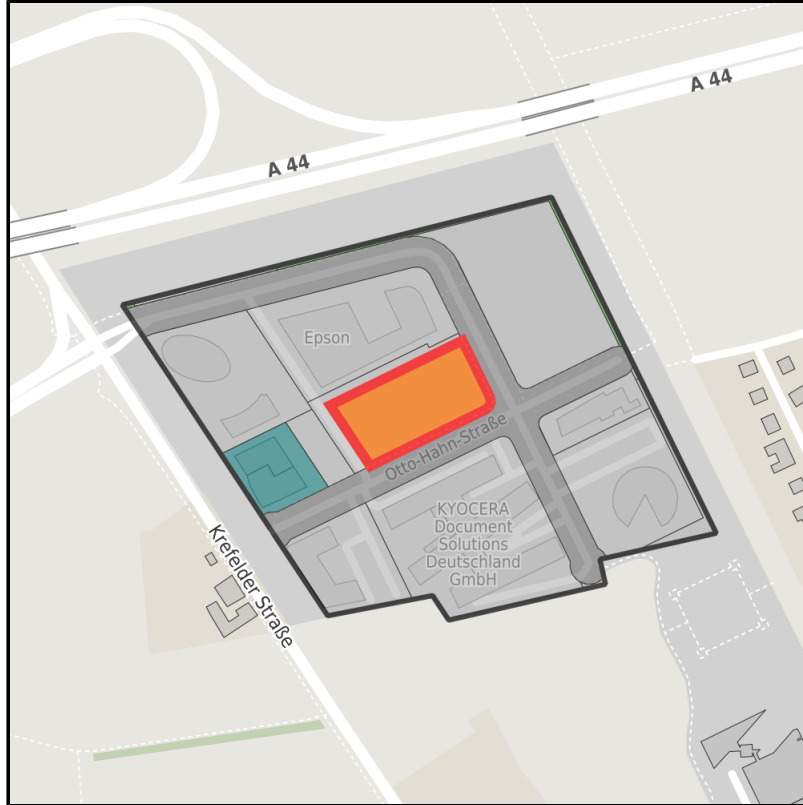 A 44
A 44
Epson
Otto-Hahn-Straße
KYOCERA
Document
Solutions
Deutschland
GmbH
Krefelder Straße